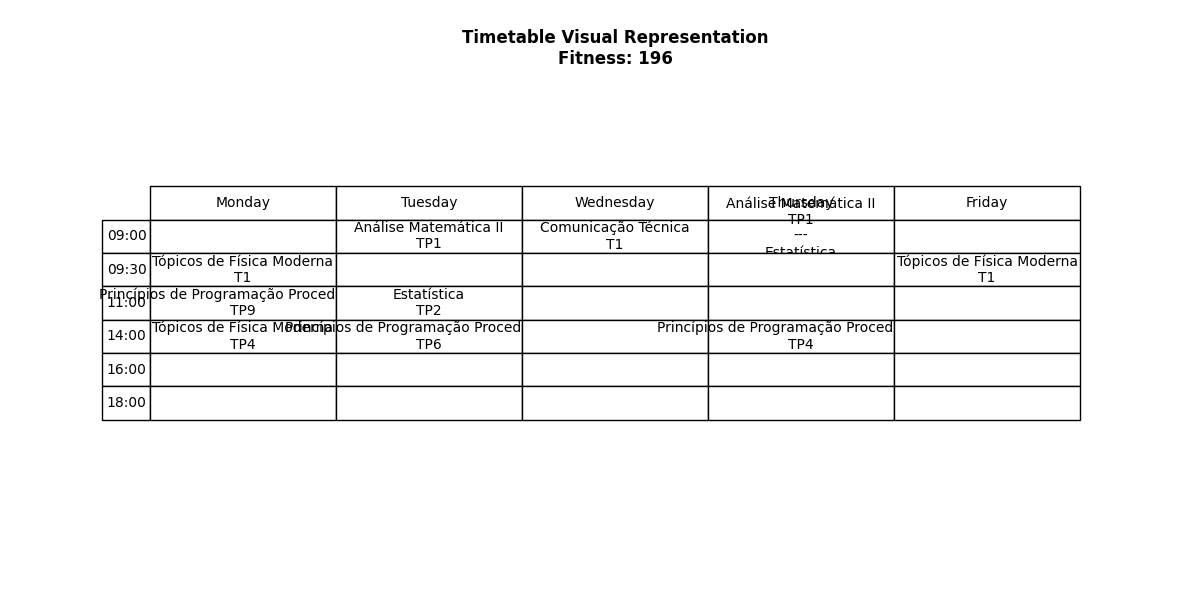 Timetable Visual Representation
Fitness: 196
Monday
Tuesday
Wednesday
Thursday
Friday
09:00
Análise Matemática II
TP1
Comunicação Técnica
T1
Análise Matemática II
TP1
---
Estatística
09:30
Tópicos de Física Moderna
T1
Tópicos de Física Moderna
T1
11:00
Princípios de Programação Proced
TP9
Estatística
TP2
14:00
Tópicos de Física Moderna
TP4
Princípios de Programação Proced
TP6
Princípios de Programação Proced
TP4
16:00
18:00